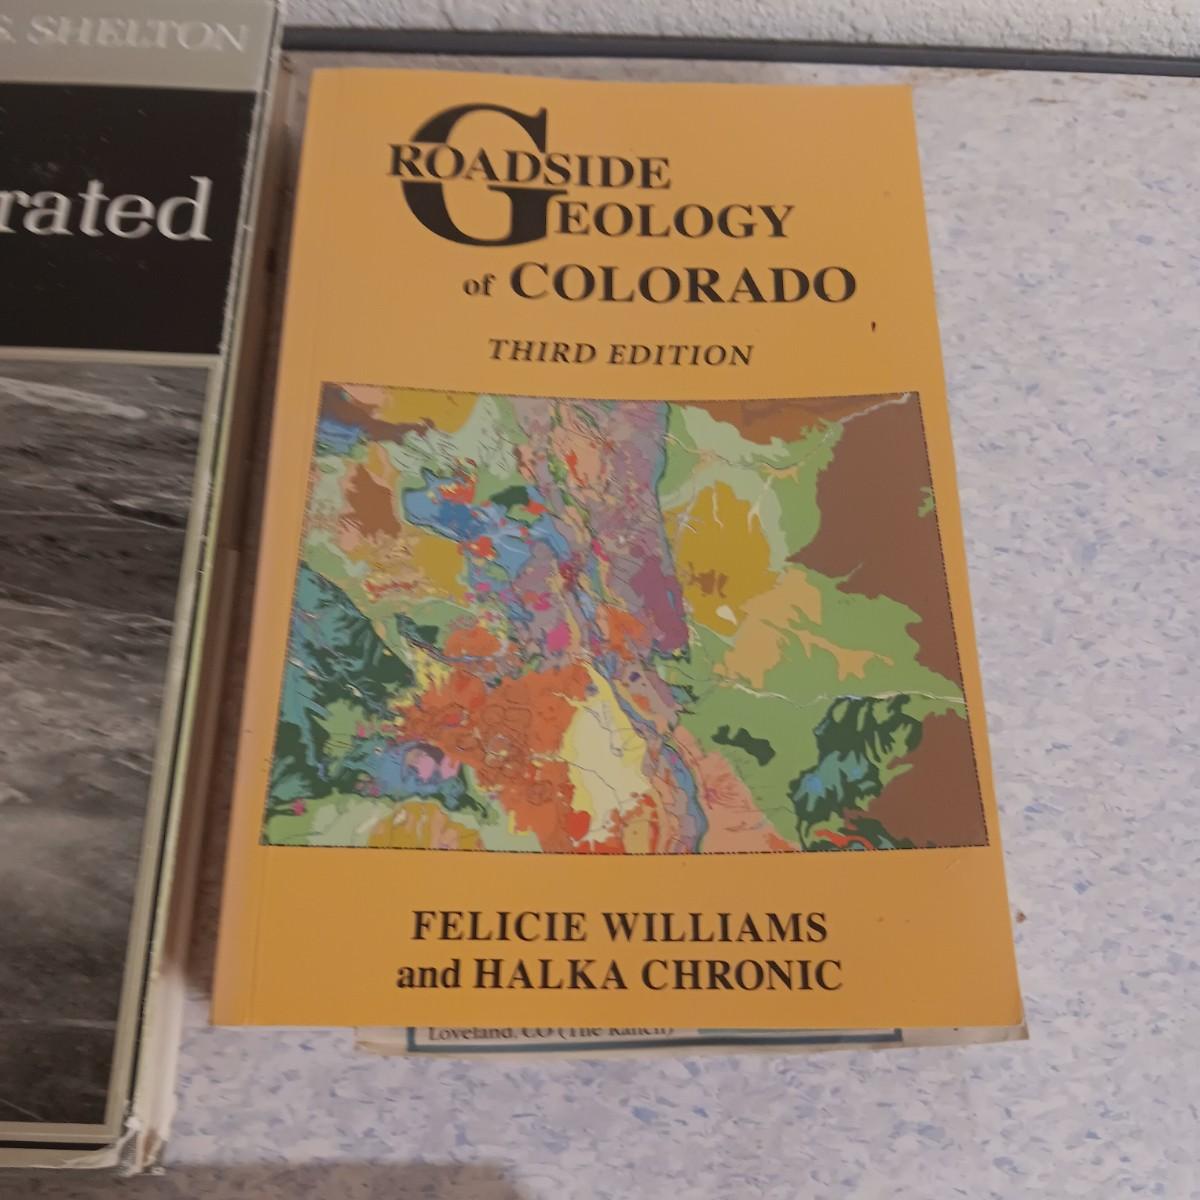 SHELTON
rated
ROADSIDE
GEOLOGY
of COLORADO
THIRD EDITION
FELICIE WILLIAMS
and HALKA CHRONIC
Loveland, CO (The Ranch)